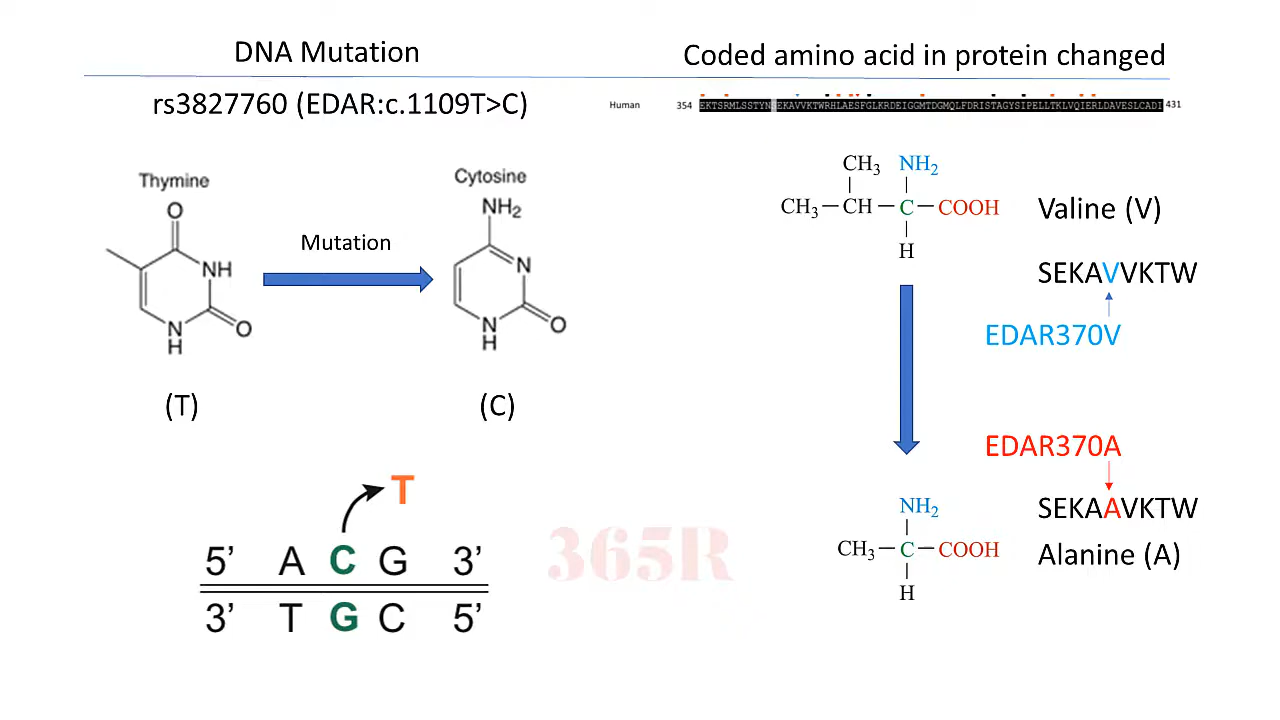 DNA Mutation
Coded amino acid in protein changed
rs3827760 (EDAR:c.1109T>C)
Human 354 EKTSRMLSSTYNSEKAVVKTWRHLAESFGLKRDEIGGMTDGMQLFDRISTAGYSIPELLTKLVQIERLDAVESLCADI 431
Thymine
O
NH
N
H
O
(T)
Mutation
Cytosine
NH2
N
N
H
O
(C)
CH3 NH2
CH3 CH C COOH
H
Valine (V)
SEKAVVKTW
EDAR370V
EDAR370A
SEKAAVKTW
Alanine (A)
NH2
CH3 C COOH
H
T
5’ A C G 3’
3’ T G C 5’
365R